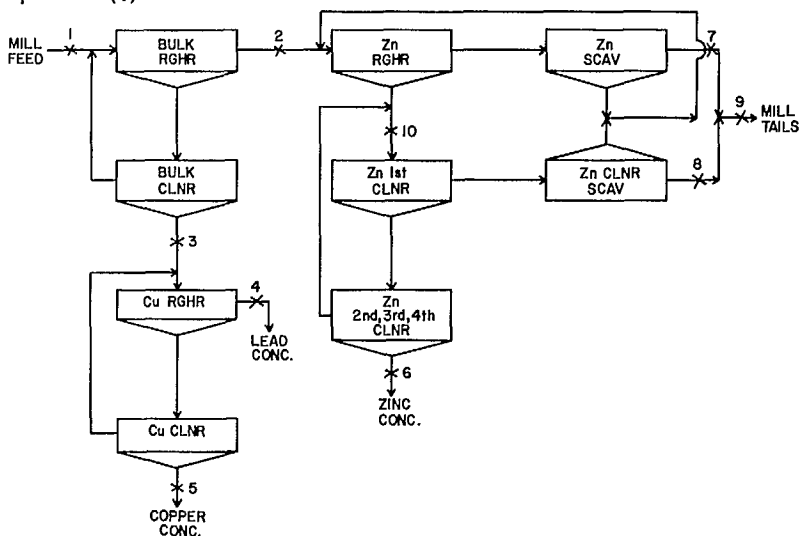 1
2
7
MILL
FEED
BULK
RGHR
Zn
RGHR
Zn
SCAV
9
MILL
TAILS
10
BULK
CLNR
Zn 1st
CLNR
Zn CLNR
SCAV
8
3
4
Cu RGHR
LEAD
CONC.
Zn
2nd,3rd,4th
CLNR
6
ZINC
CONC.
Cu CLNR
5
COPPER
CONC.